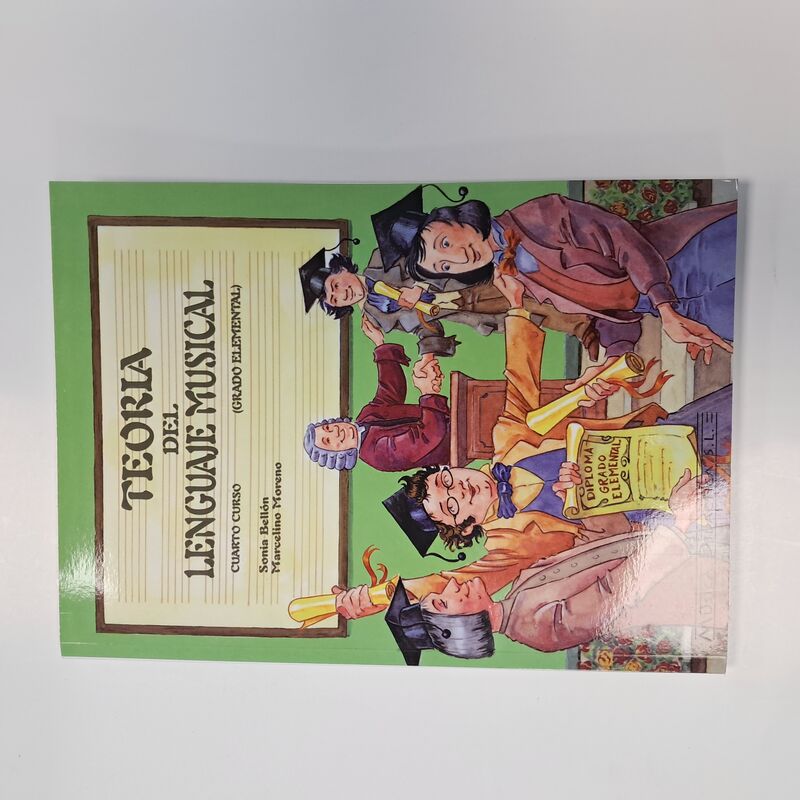 TEORIA
DEL
LENGUAJE MUSICAL
CUARTO CURSO (GRADO ELEMENTAL)
Sonia Bellón
Marcelino Moreno
DIPLOMA
GRADO
ELEMENTAL
S.L.